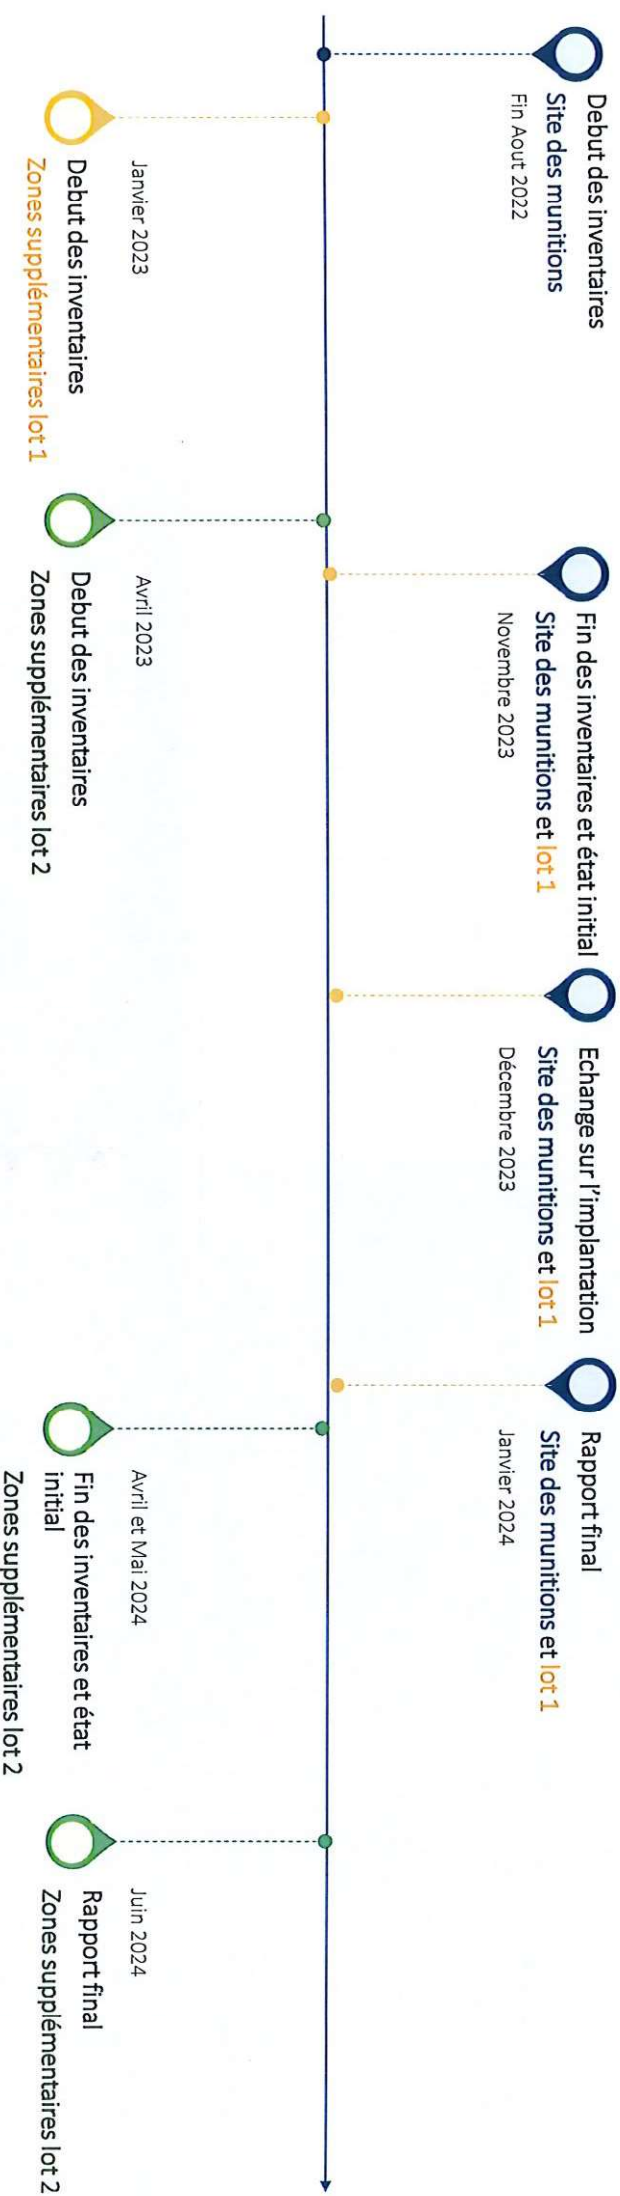 Debut des inventaires
Site des munitions
Fin Aout 2022
Janvier 2023
Debut des inventaires
Zones supplémentaires lot 1
Avril 2023
Debut des inventaires
Zones supplémentaires lot 2
Fin des inventaires et état initial
Site des munitions et lot 1
Novembre 2023
Echange sur l'implantation
Site des munitions et lot 1
Décembre 2023
Rapport final
Site des munitions et lot 1
Janvier 2024
Avril et Mai 2024
Fin des inventaires et état
initial
Zones supplémentaires lot 2
Juin 2024
Rapport final
Zones supplémentaires lot 2